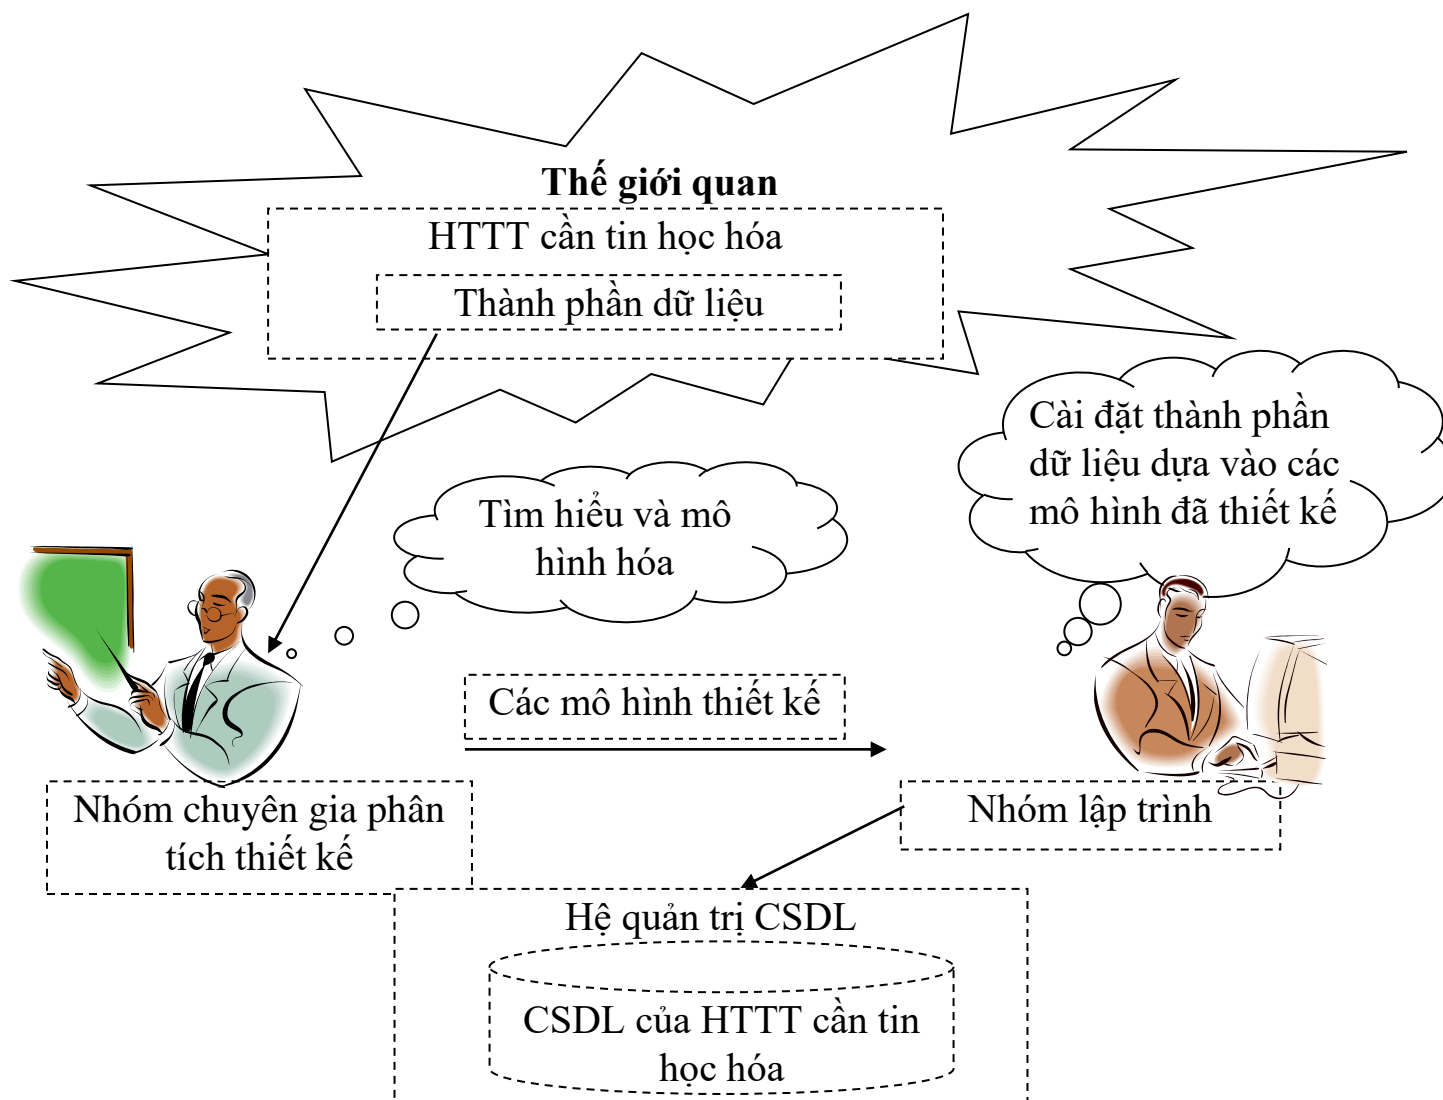 Thế giới quan
HTTT cần tin học hóa
Thành phần dữ liệu
Cài đặt thành phần
dữ liệu dựa vào các
mô hình đã thiết kế
Tìm hiểu và mô
hình hóa
Các mô hình thiết kế
Nhóm chuyên gia phân
tích thiết kế
Nhóm lập trình
Hệ quản trị CSDL
CSDL của HTTT cần tin
học hóa